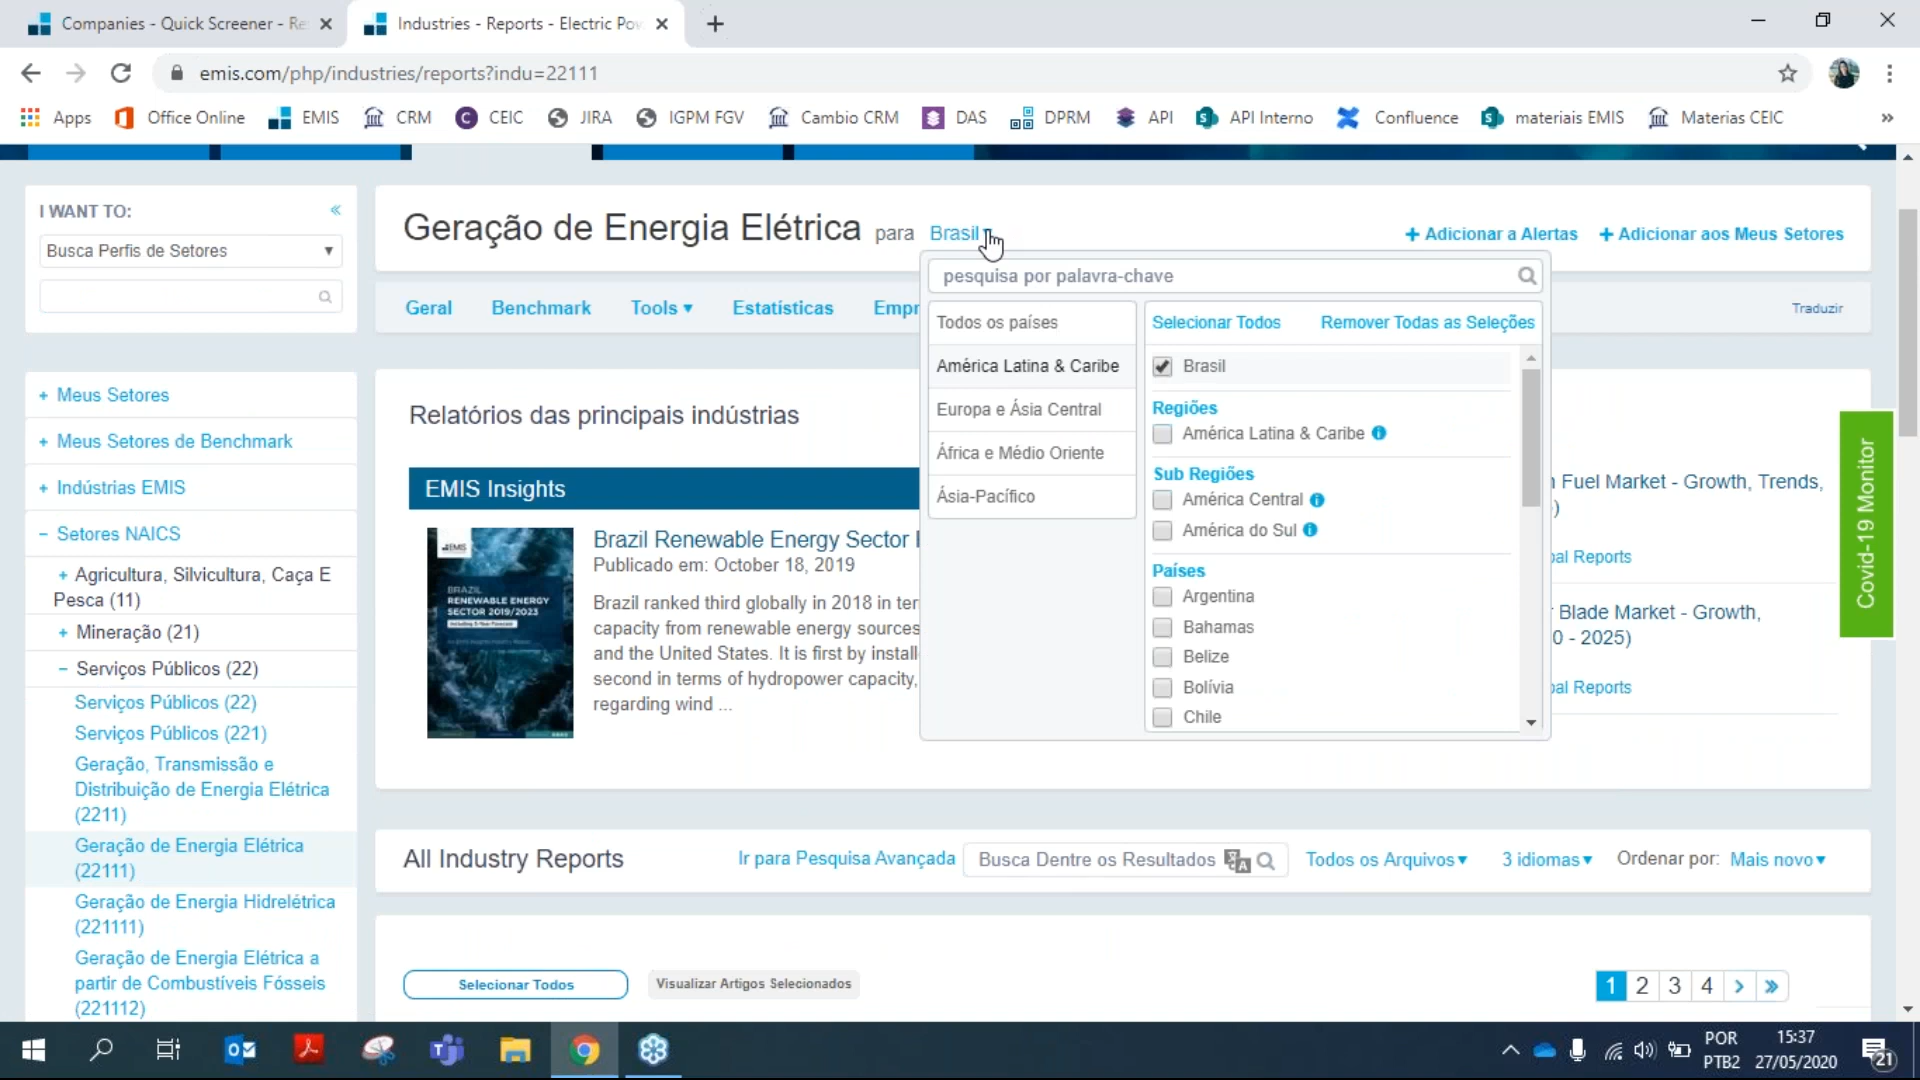 Companies - Quick Screener - Re
Industries - Reports - Electric Pow
emis.com/php/industries/reports?indu=22111
Apps
Office Online
EMIS
CRM
CEIC
JIRA
IGPM FGV
Cambio CRM
DAS
DPRM
API
API Interno
Confluence
materiais EMIS
Materias CEIC
»
I WANT TO:
«
Busca Perfis de Setores
Geração de Energia Elétrica para Brasil
+ Adicionar a Alertas
+ Adicionar aos Meus Setores
Geral
Benchmark
Tools
Estatísticas
Empr
Traduzir
pesquisa por palavra-chave
Todos os países
América Latina & Caribe
Europa e Ásia Central
África e Médio Oriente
Ásia-Pacífico
Selecionar Todos
Remover Todas as Seleções
Brasil
Regiões
América Latina & Caribe
Sub Regiões
América Central
América do Sul
Países
Argentina
Bahamas
Belize
Bolívia
Chile
+ Meus Setores
+ Meus Setores de Benchmark
+ Indústrias EMIS
− Setores NAICS
+ Agricultura, Silvicultura, Caça E
Pesca (11)
+ Mineração (21)
− Serviços Públicos (22)
Serviços Públicos (22)
Serviços Públicos (221)
Geração, Transmissão e
Distribuição de Energia Elétrica
(2211)
Geração de Energia Elétrica
(22111)
Geração de Energia Hidrelétrica
(221111)
Geração de Energia Elétrica a
partir de Combustíveis Fósseis
(221112)
Relatórios das principais indústrias
EMIS Insights
EMIS
BRAZIL
RENEWABLE ENERGY
SECTOR 2019/2023
Brazil Renewable Energy Sector
Publicado em: October 18, 2019
Brazil ranked third globally in 2018 in ter
capacity from renewable energy sources
and the United States. It is first by install
second in terms of hydropower capacity,
regarding wind ...
Fuel Market - Growth, Trends,
)
al Reports
Blade Market - Growth,
0 - 2025)
al Reports
Covid-19 Monitor
All Industry Reports
Ir para Pesquisa Avançada
Busca Dentre os Resultados
Todos os Arquivos
3 idiomas
Ordenar por: Mais novo
Selecionar Todos
Visualizar Artigos Selecionados
1 2 3 4 › »
POR
PTB2
15:37
27/05/2020
21